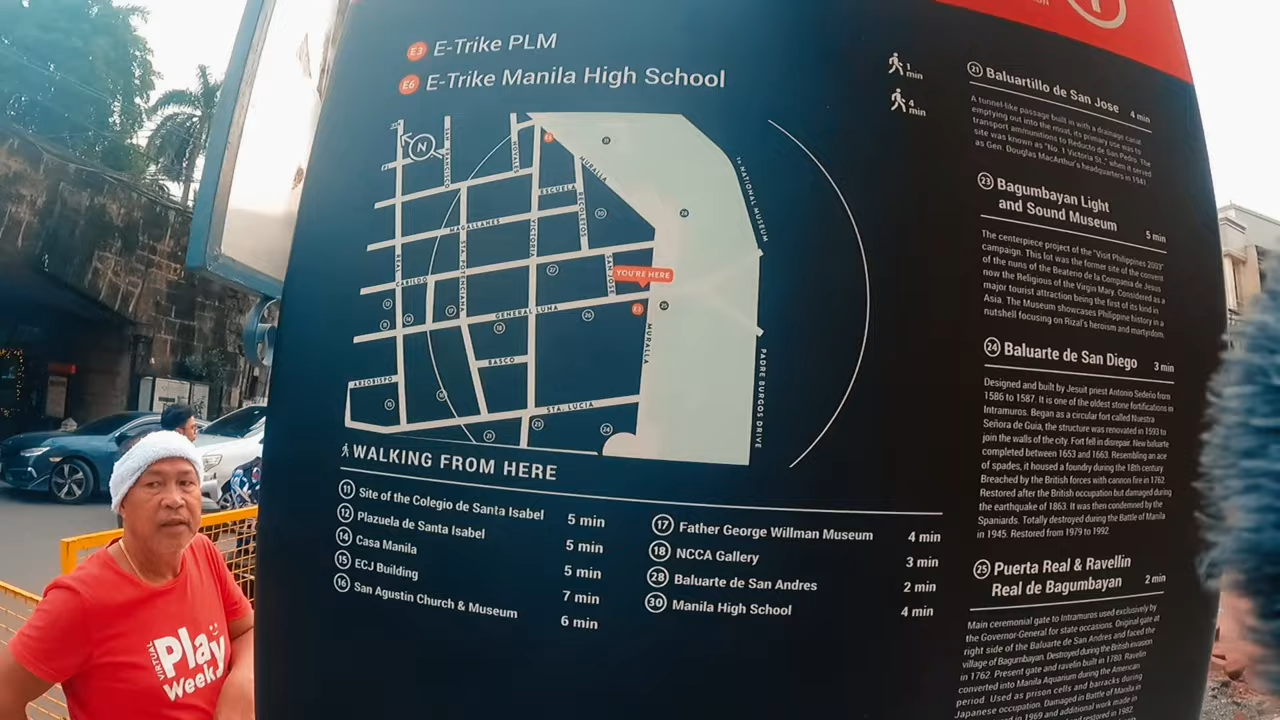 E3 E-Trike PLM
E6 E-Trike Manila High School
1 min
4 min
N
REAL
SAN FRANCISCO
NOVALES
MURALLA
ESCUELA
RECOLETOS
MAGALLANES
VICTORIA
STA. POTENCIANA
CABILDO
SAN JOSE
YOU'RE HERE
E3
GENERAL LUNA
BASCO
MURALLA
ARZOBISPO
STA. LUCIA
TO NATIONAL MUSEUM
PADRE BURGOS DRIVE
WALKING FROM HERE
11 Site of the Colegio de Santa Isabel 5 min
12 Plazuela de Santa Isabel 5 min
14 Casa Manila 5 min
15 ECJ Building 7 min
16 San Agustin Church & Museum 6 min
17 Father George Willman Museum 4 min
18 NCCA Gallery 3 min
28 Baluarte de San Andres 2 min
30 Manila High School 4 min
21 Baluartillo de San Jose 4 min
A tunnel-like passage built in with a drainage canal
emptying out into the moat, its primary use was to
transport ammunitions to Reducto de San Pedro. The
site was known as "No. 1 Victoria St.," when it served
as Gen. Douglas MacArthur's headquarters in 1941.
23 Bagumbayan Light
and Sound Museum 5 min
The centerpiece project of the "Visit Philippines 2003"
campaign. This lot was the former site of the convent
of the nuns of the Beaterio de la Compania de Jesus
now the Religious of the Virgin Mary. Considered as a
major tourist attraction being the first of its kind in
Asia. The Museum showcases Philippine history in a
nutshell focusing on Rizal's heroism and martyrdom.
24 Baluarte de San Diego 3 min
Designed and built by Jesuit priest Antonio Sedeño from
1586 to 1587. It is one of the oldest stone fortifications in
Intramuros. Began as a circular fort called Nuestra
Señora de Guia, the structure was renovated in 1593 to
join the walls of the city. Fort fell in disrepair. New baluarte
completed between 1653 and 1663. Resembling an ace
of spades, it housed a foundry during the 18th century.
Breached by the British forces with cannon fire in 1762.
Restored after the British occupation but damaged during
the earthquake of 1863. It was then condemned by the
Spaniards. Totally destroyed during the Battle of Manila
in 1945. Restored from 1979 to 1992.
25 Puerta Real & Ravellin
Real de Bagumbayan 2 min
Main ceremonial gate to Intramuros used exclusively by
the Governor-General for state occasions. Original gate at
right side of the Baluarte de San Andres and faced the
village of Bagumbayan. Destroyed during the British invasion
in 1762. Present gate and ravelin built in 1780. Ravelin
converted into Manila Aquarium during the American
period. Used as prison cells and barracks during
Japanese occupation. Damaged in Battle of Manila in
in 1969 and additional work made in
restored in 1982.
VIRTUAL
Play
Week